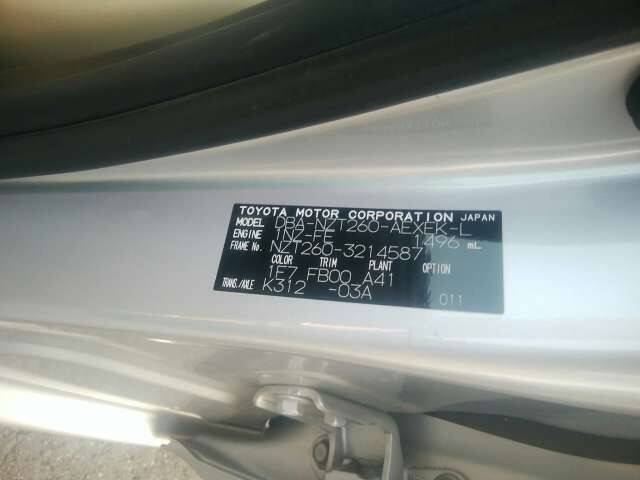 TOYOTA MOTOR CORPORATION JAPAN
MODEL DBA-NZT260-AEXEK-L
ENGINE 1NZ-FE 1496 mL
FRAME No. NZT260-3214587
COLOR TRIM PLANT OPTION
1E7 FB00 A41
TRANS./AXLE K312 -03A
011